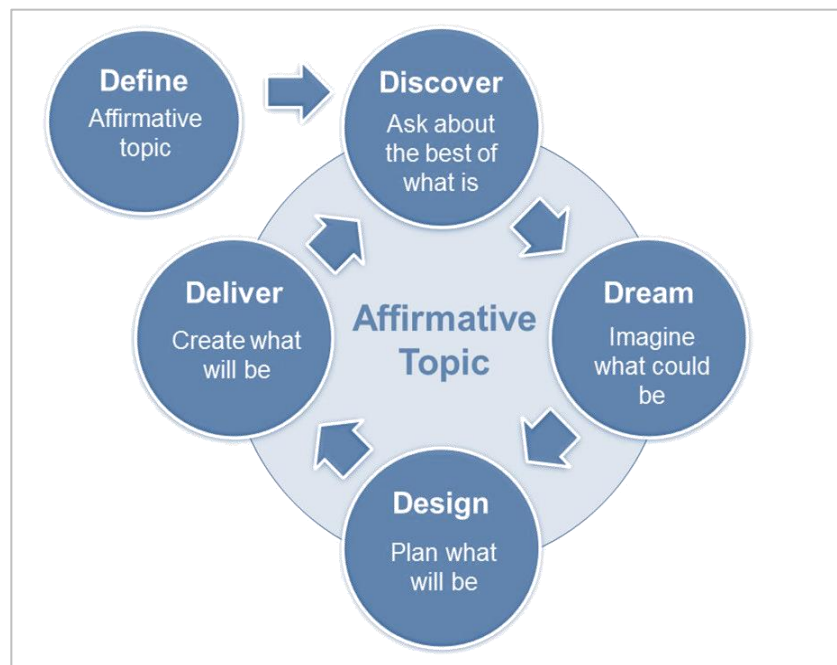 Define
Affirmative
topic
Discover
Ask about
the best of
what is
Dream
Imagine
what could
be
Design
Plan what
will be
Deliver
Create what
will be
Affirmative
Topic